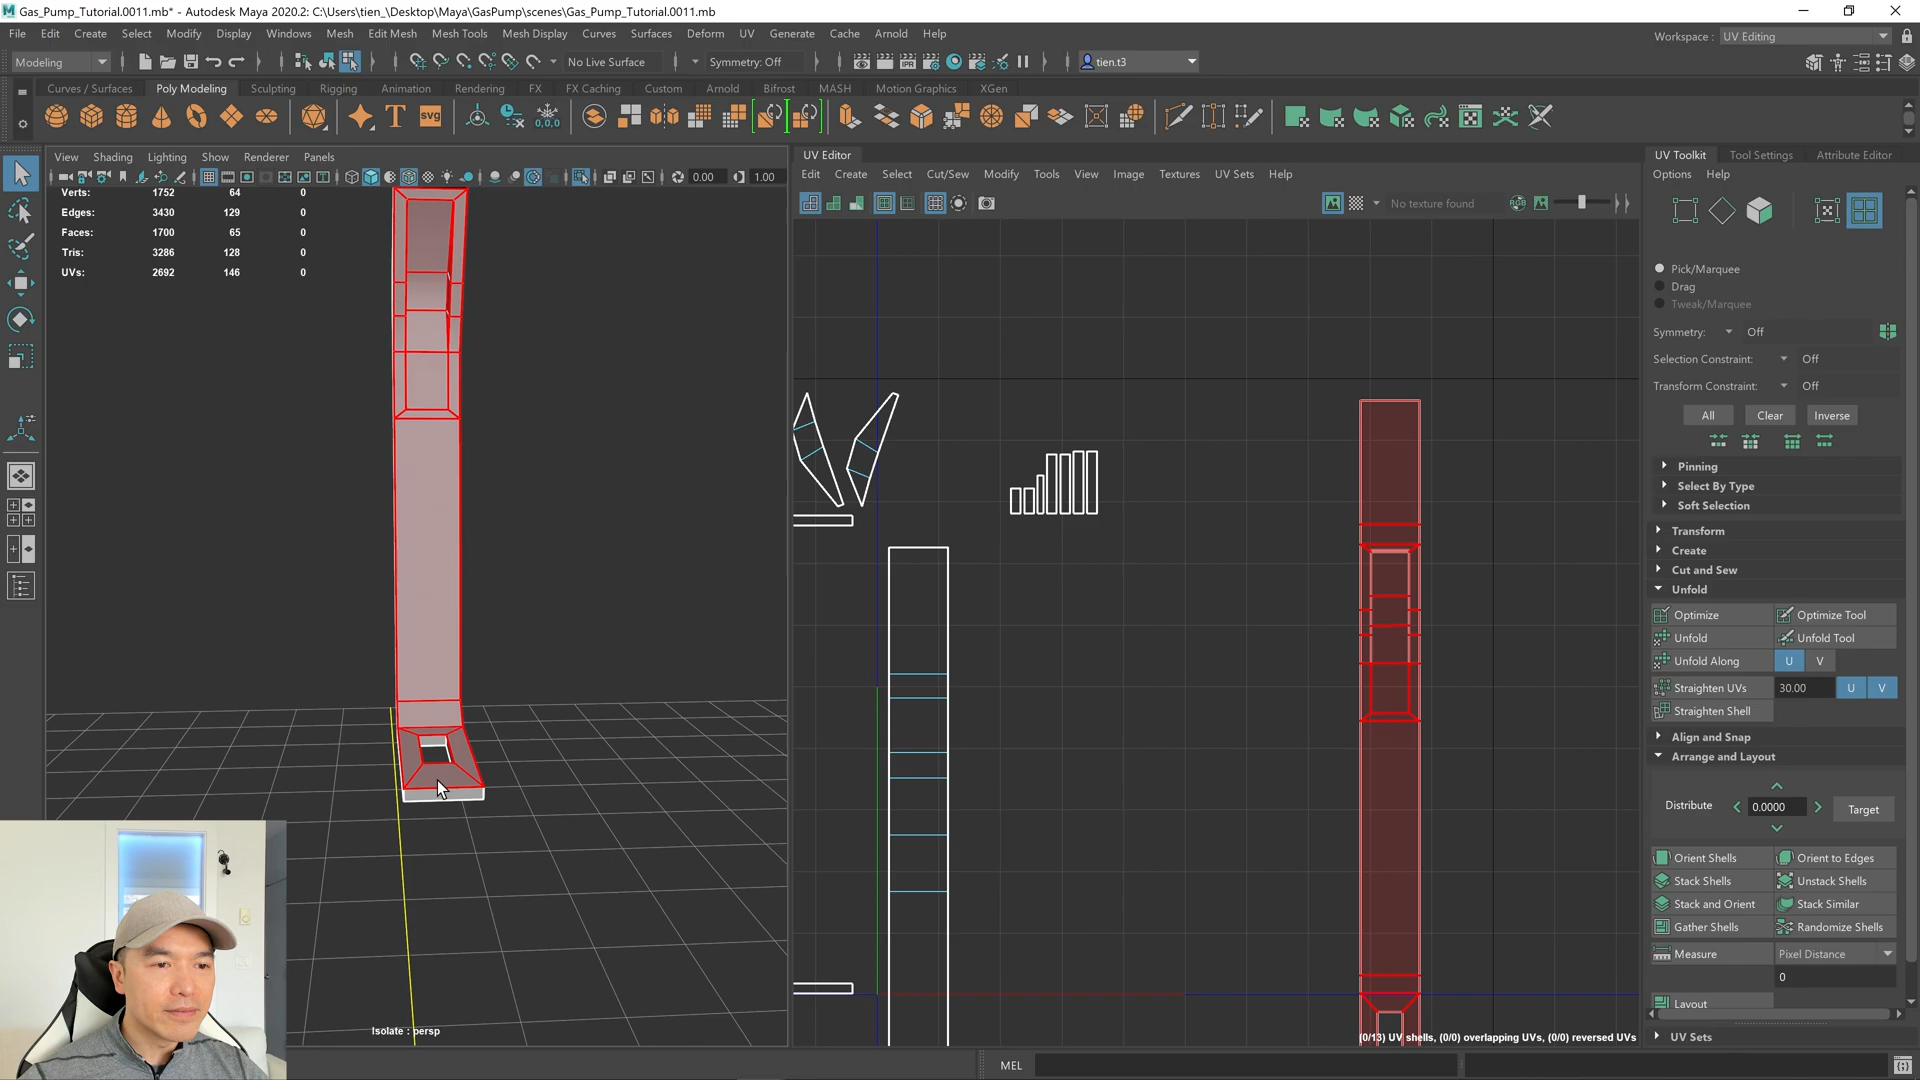 Gas_Pump_Tutorial.0011.mb* - Autodesk Maya 2020.2: C:\Users\tien_\Desktop\Maya\GasPump\scenes\Gas_Pump_Tutorial.0011.mb
File Edit Create Select Modify Display Windows Mesh Edit Mesh Mesh Tools Mesh Display Curves Surfaces Deform UV Generate Cache Arnold Help
Workspace : UV Editing
Modeling No Live Surface Symmetry: Off tien.t3
Curves / Surfaces Poly Modeling Sculpting Rigging Animation Rendering FX FX Caching Custom Arnold Bifrost MASH Motion Graphics XGen
T svg 0,0,0
View Shading Lighting Show Renderer Panels
0.00 1.00
Verts: 1752 64 0
Edges: 3430 129 0
Faces: 1700 65 0
Tris: 3286 128 0
UVs: 2692 146 0
Isolate : persp
UV Editor
Edit Create Select Cut/Sew Modify Tools View Image Textures UV Sets Help
No texture found RGB
(0/13) UV shells, (0/0) overlapping UVs, (0/0) reversed UVs
UV Toolkit Tool Settings Attribute Editor
Options Help
Pick/Marquee
Drag
Tweak/Marquee
Symmetry: Off
Selection Constraint: Off
Transform Constraint: Off
All Clear Inverse
Pinning
Select By Type
Soft Selection
Transform
Create
Cut and Sew
Unfold
Optimize Optimize Tool
Unfold Unfold Tool
Unfold Along U V
Straighten UVs 30.00 U V
Straighten Shell
Align and Snap
Arrange and Layout
Distribute 0.0000 Target
Orient Shells Orient to Edges
Stack Shells Unstack Shells
Stack and Orient Stack Similar
Gather Shells Randomize Shells
Measure Pixel Distance
0
Layout
UV Sets
MEL